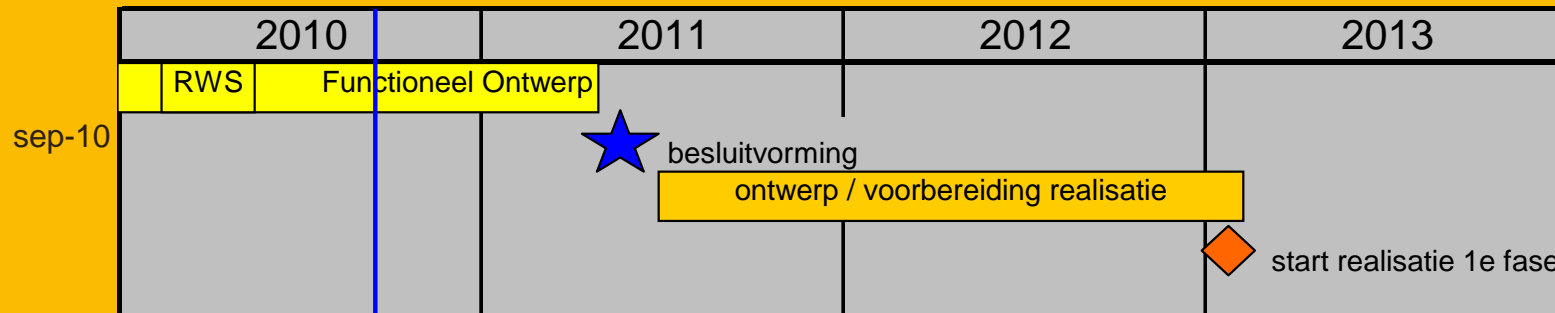 2010 2011 2012 2013
RWS Functioneel Ontwerp
sep-10
besluitvorming
ontwerp / voorbereiding realisatie
start realisatie 1e fase